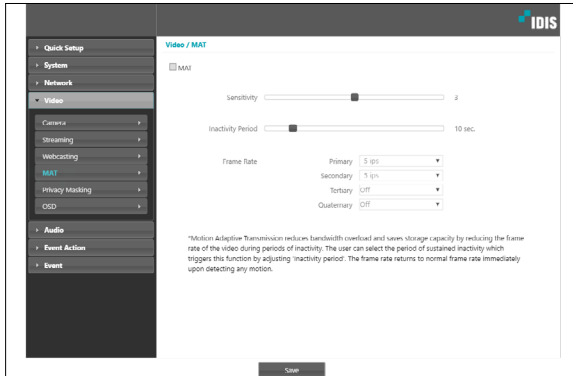 IDIS
Quick Setup
System
Network
Video
Camera
Streaming
Webcasting
MAT
Privacy Masking
OSD
Audio
Event Action
Event
Video / MAT
MAT
Sensitivity 3
Inactivity Period 10 sec.
Frame Rate Primary 5 ips
Secondary 5 ips
Tertiary Off
Quaternary Off
*Motion Adaptive Transmission reduces bandwidth overload and saves storage capacity by reducing the frame
rate of the video during periods of inactivity. The user can select the period of sustained inactivity which
triggers this function by adjusting 'Inactivity period'. The frame rate returns to normal frame rate immediately
upon detecting any motion.
Save